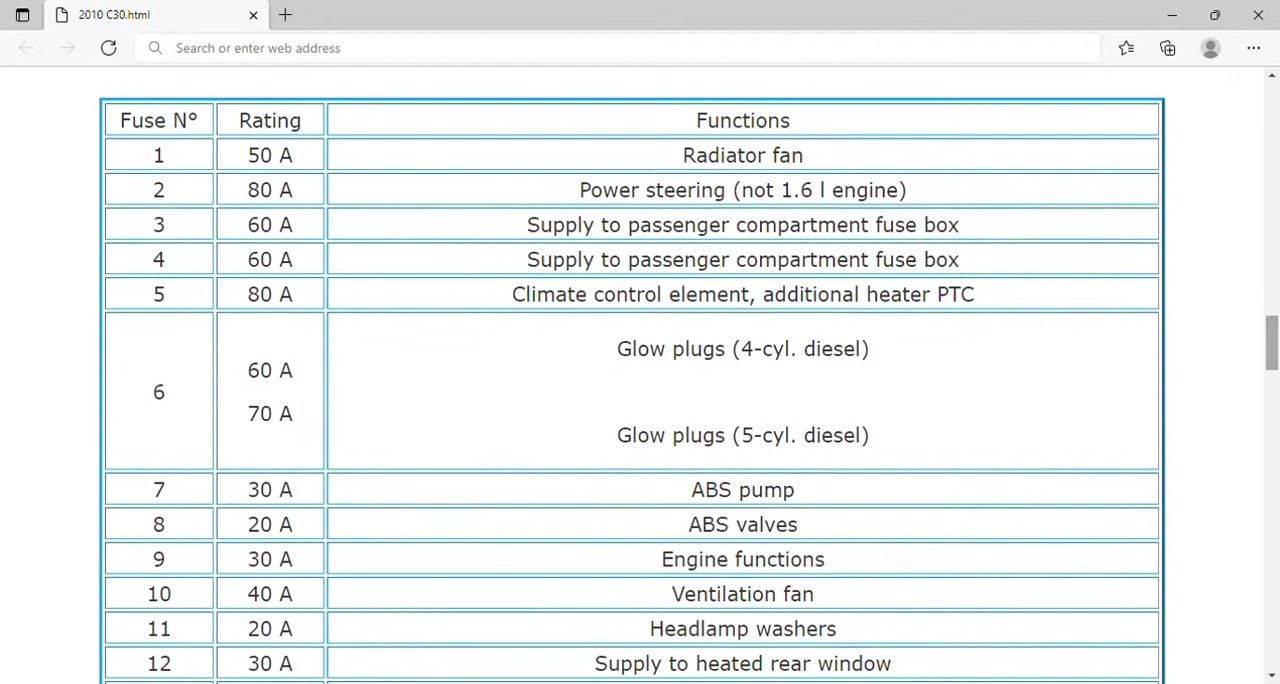 2010 C30.html
Search or enter web address
Fuse N° Rating Functions
1 50 A Radiator fan
2 80 A Power steering (not 1.6 l engine)
3 60 A Supply to passenger compartment fuse box
4 60 A Supply to passenger compartment fuse box
5 80 A Climate control element, additional heater PTC
6 60 A Glow plugs (4-cyl. diesel)
70 A Glow plugs (5-cyl. diesel)
7 30 A ABS pump
8 20 A ABS valves
9 30 A Engine functions
10 40 A Ventilation fan
11 20 A Headlamp washers
12 30 A Supply to heated rear window